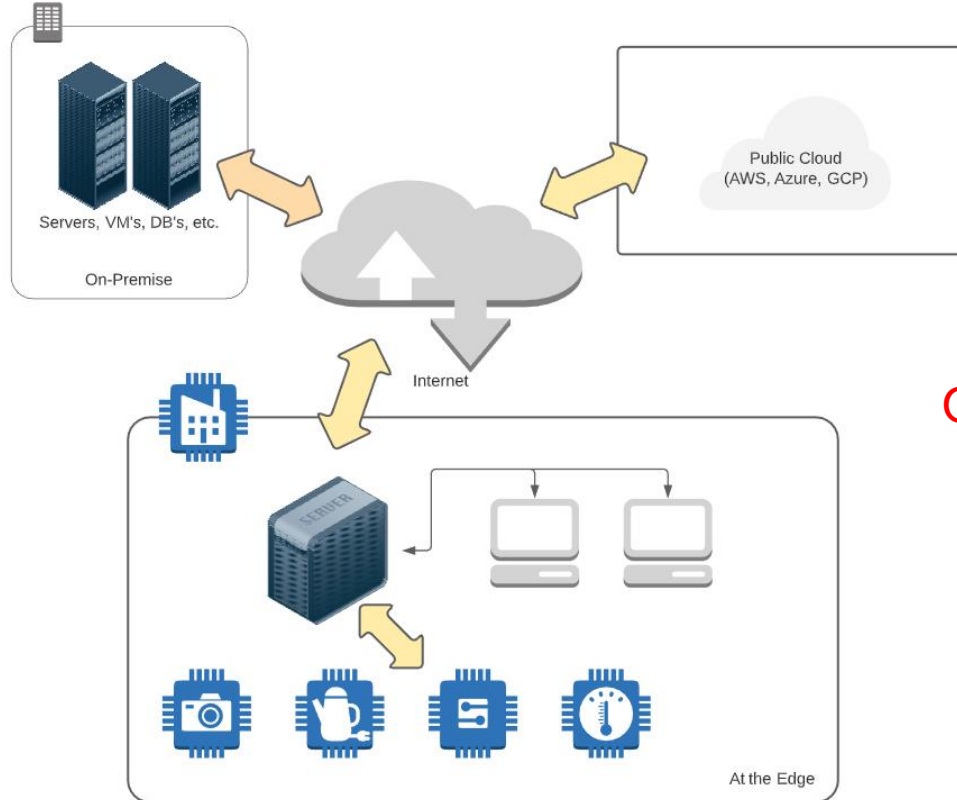 Servers, VM's, DB's, etc.
On-Premise
Public Cloud
(AWS, Azure, GCP)
Internet
SERVER
At the Edge